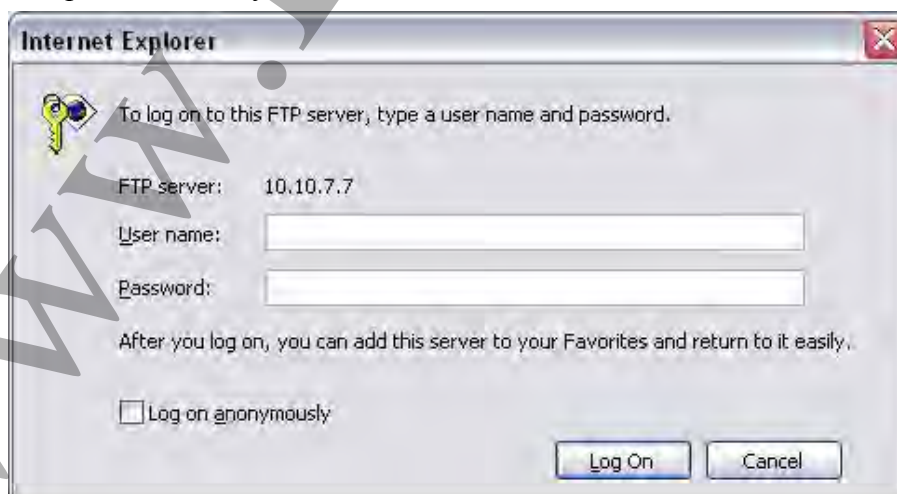 Internet Explorer
To log on to this FTP server, type a user name and password.
FTP server: 10.10.7.7
User name:
Password:
After you log on, you can add this server to your Favorites and return to it easily.
Log on anonymously
Log On Cancel